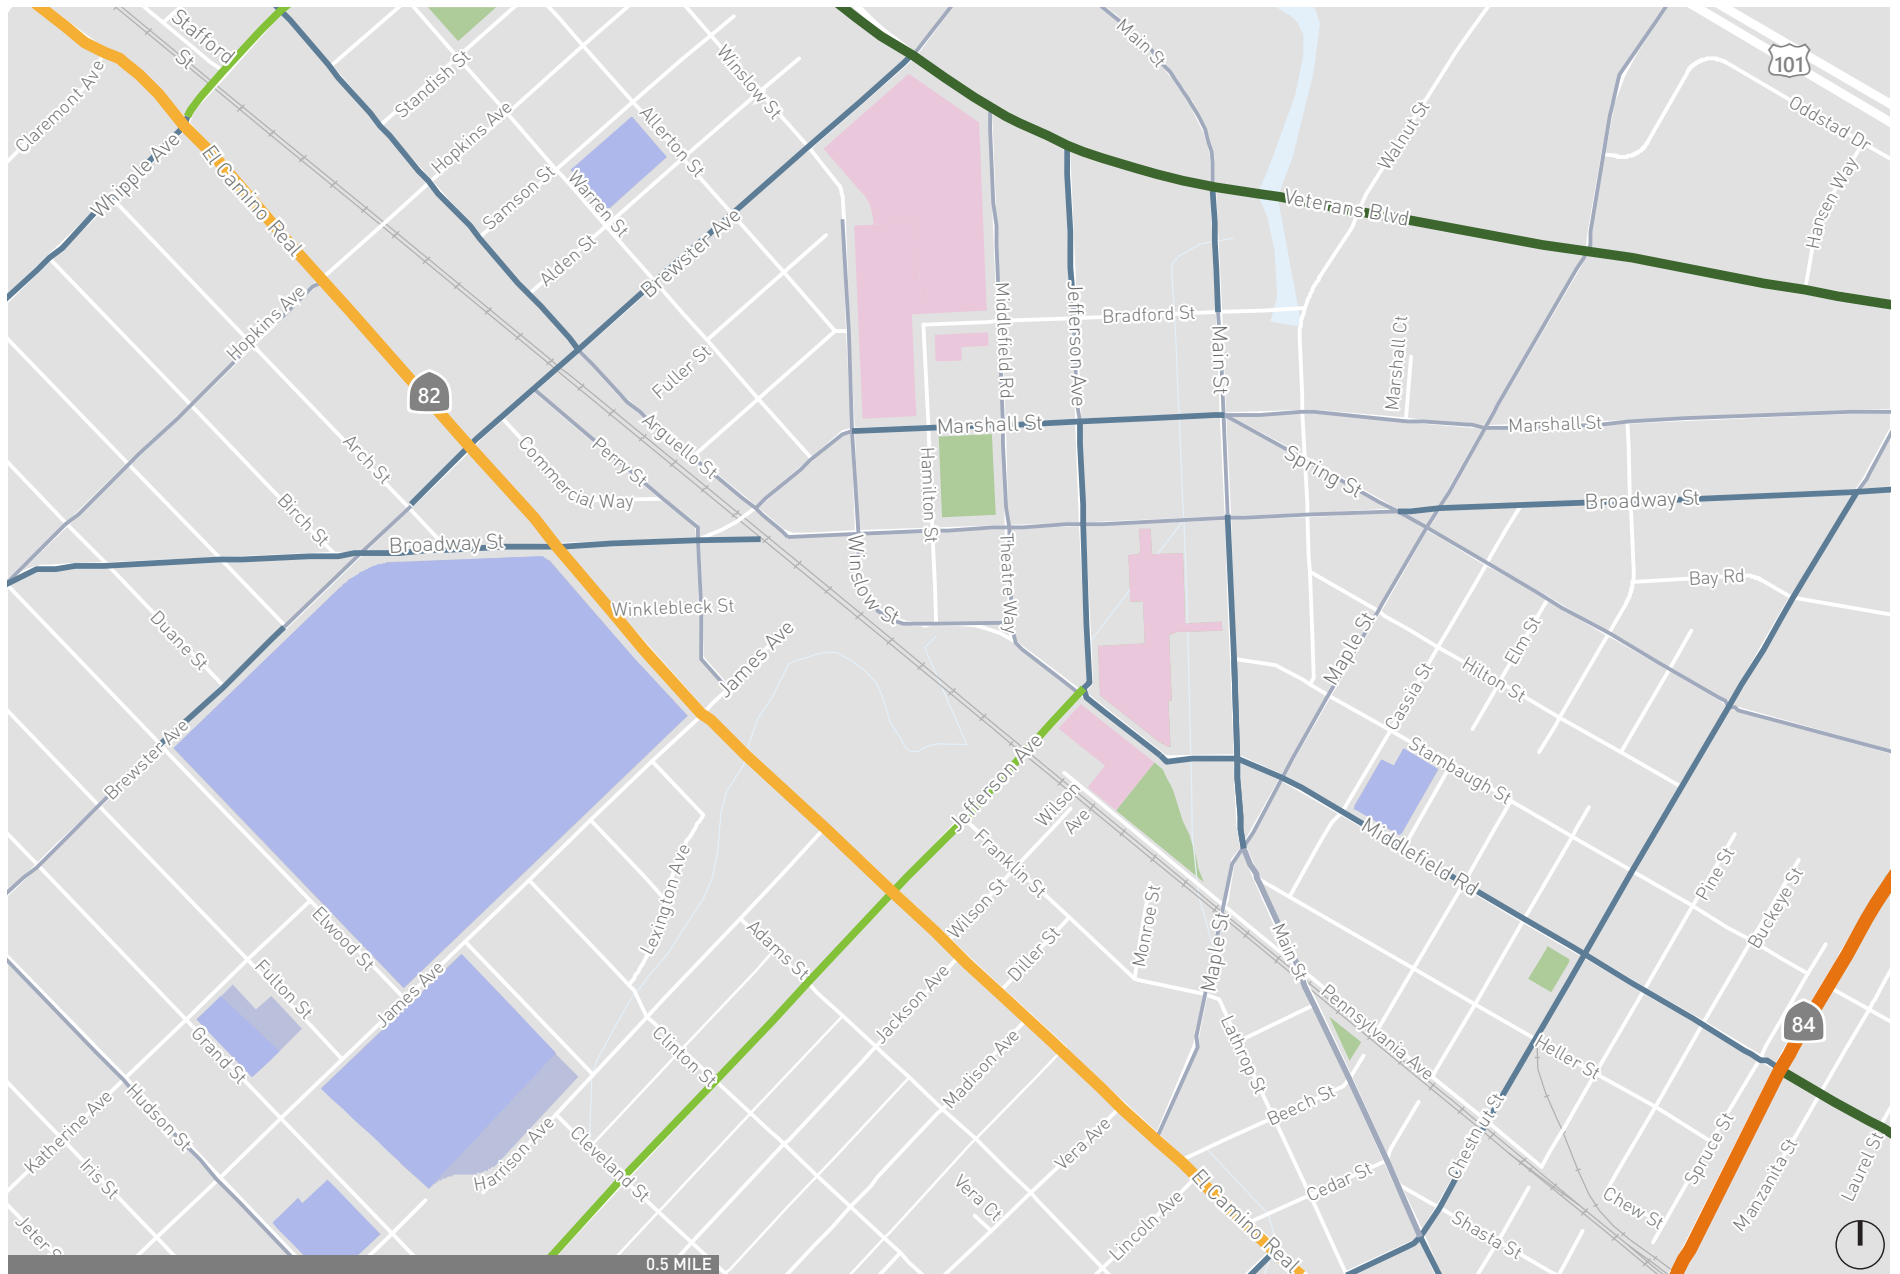 Stafford
St
Main St
101
Claremont Ave
Standish St
Winslow St
Oddstad Dr
Hopkins Ave
Allerton St
Walnut St
Whipple Ave
El Camino Real
Samson St
Warren St
Veterans Blvd
Hansen Way
Alden St
Brewster Ave
Hopkins Ave
Middlefield Rd
Jefferson Ave
Bradford St
Main St
Marshall Ct
Fuller St
82
Marshall St
Marshall St
Arguello St
Perry St
Commercial Way
Arch St
Birch St
Hamilton St
Spring St
Broadway St
Broadway St
Winslow St
Theatre Way
Bay Rd
Winklebleck St
Duane St
James Ave
Maple St
Elm St
Hilton St
Cassia St
Brewster Ave
Jefferson Ave
Stambaugh St
Wilson
Ave
Middlefield Rd
Franklin St
Lexington Ave
Wilson St
Pine St
Buckeye St
Elwood St
Adams St
Diller St
Monroe St
Maple St
Main St
Fulton St
James Ave
Jackson Ave
Pennsylvania Ave
84
Grand St
Clinton St
Madison Ave
Lathrop St
Heller St
Beech St
Katherine Ave
Hudson St
Harrison Ave
Cleveland St
Vera Ave
Chestnut St
Spruce St
Manzanita St
Laurel St
Iris St
Vera Ct
Lincoln Ave
El Camino Real
Cedar St
Shasta St
Chew St
Jeter S
0.5 MILE